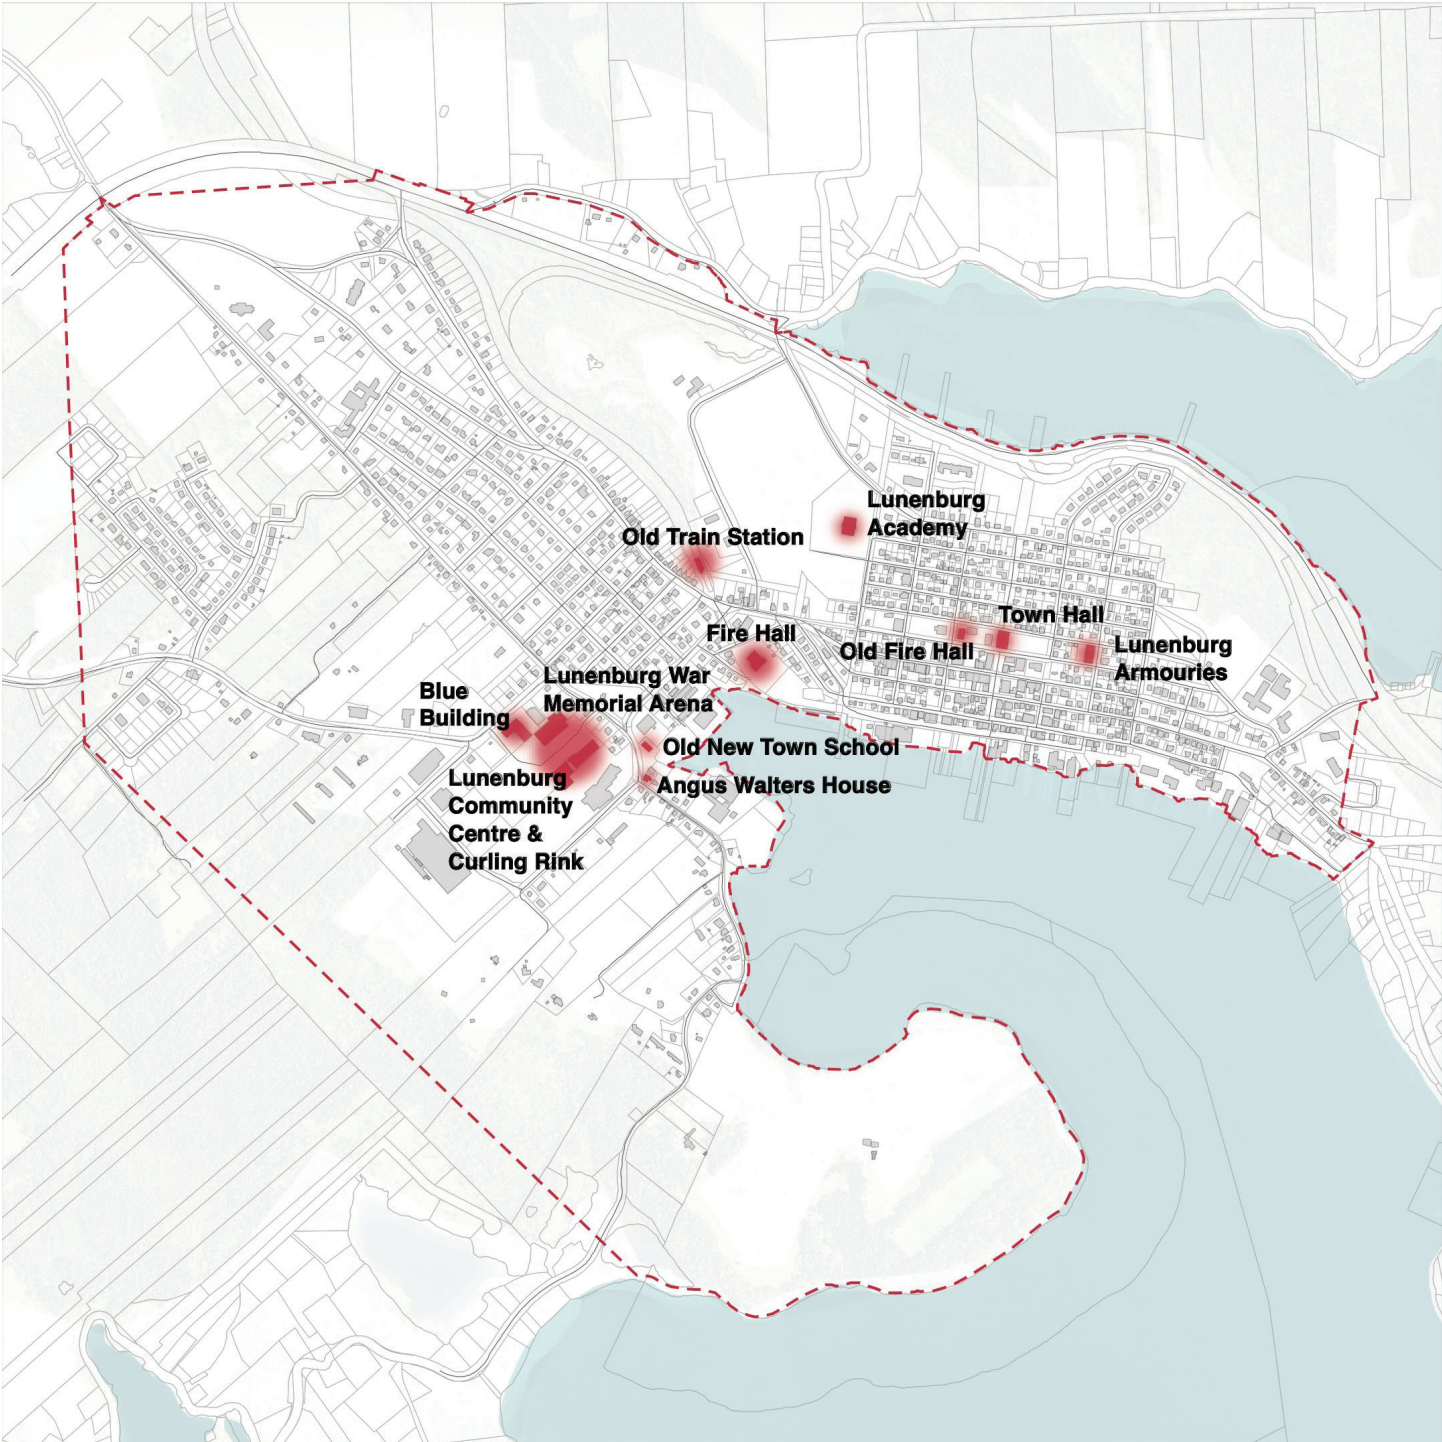 Lunenburg
Academy
Old Train Station
Town Hall
Fire Hall
Old Fire Hall
Lunenburg
Armouries
Lunenburg War
Memorial Arena
Blue
Building
Old New Town School
Angus Walters House
Lunenburg
Community
Centre &
Curling Rink